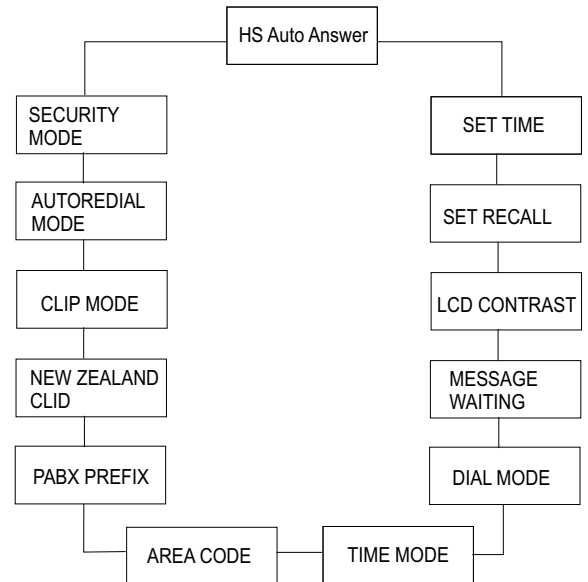 HS Auto Answer
SECURITY
MODE
SET TIME
AUTOREDIAL
MODE
SET RECALL
CLIP MODE
LCD CONTRAST
NEW ZEALAND
CLID
MESSAGE
WAITING
PABX PREFIX
DIAL MODE
AREA CODE
TIME MODE